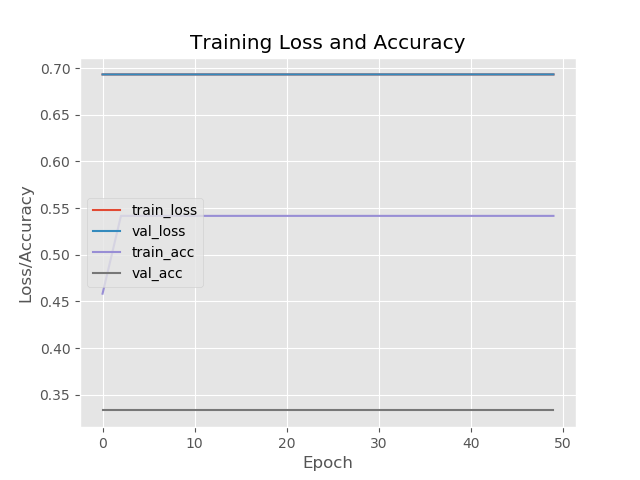 Training Loss and Accuracy
Loss/Accuracy
0.70
0.65
0.60
0.55
0.50
0.45
0.40
0.35
train_loss
val_loss
train_acc
val_acc
0 10 20 30 40 50
Epoch